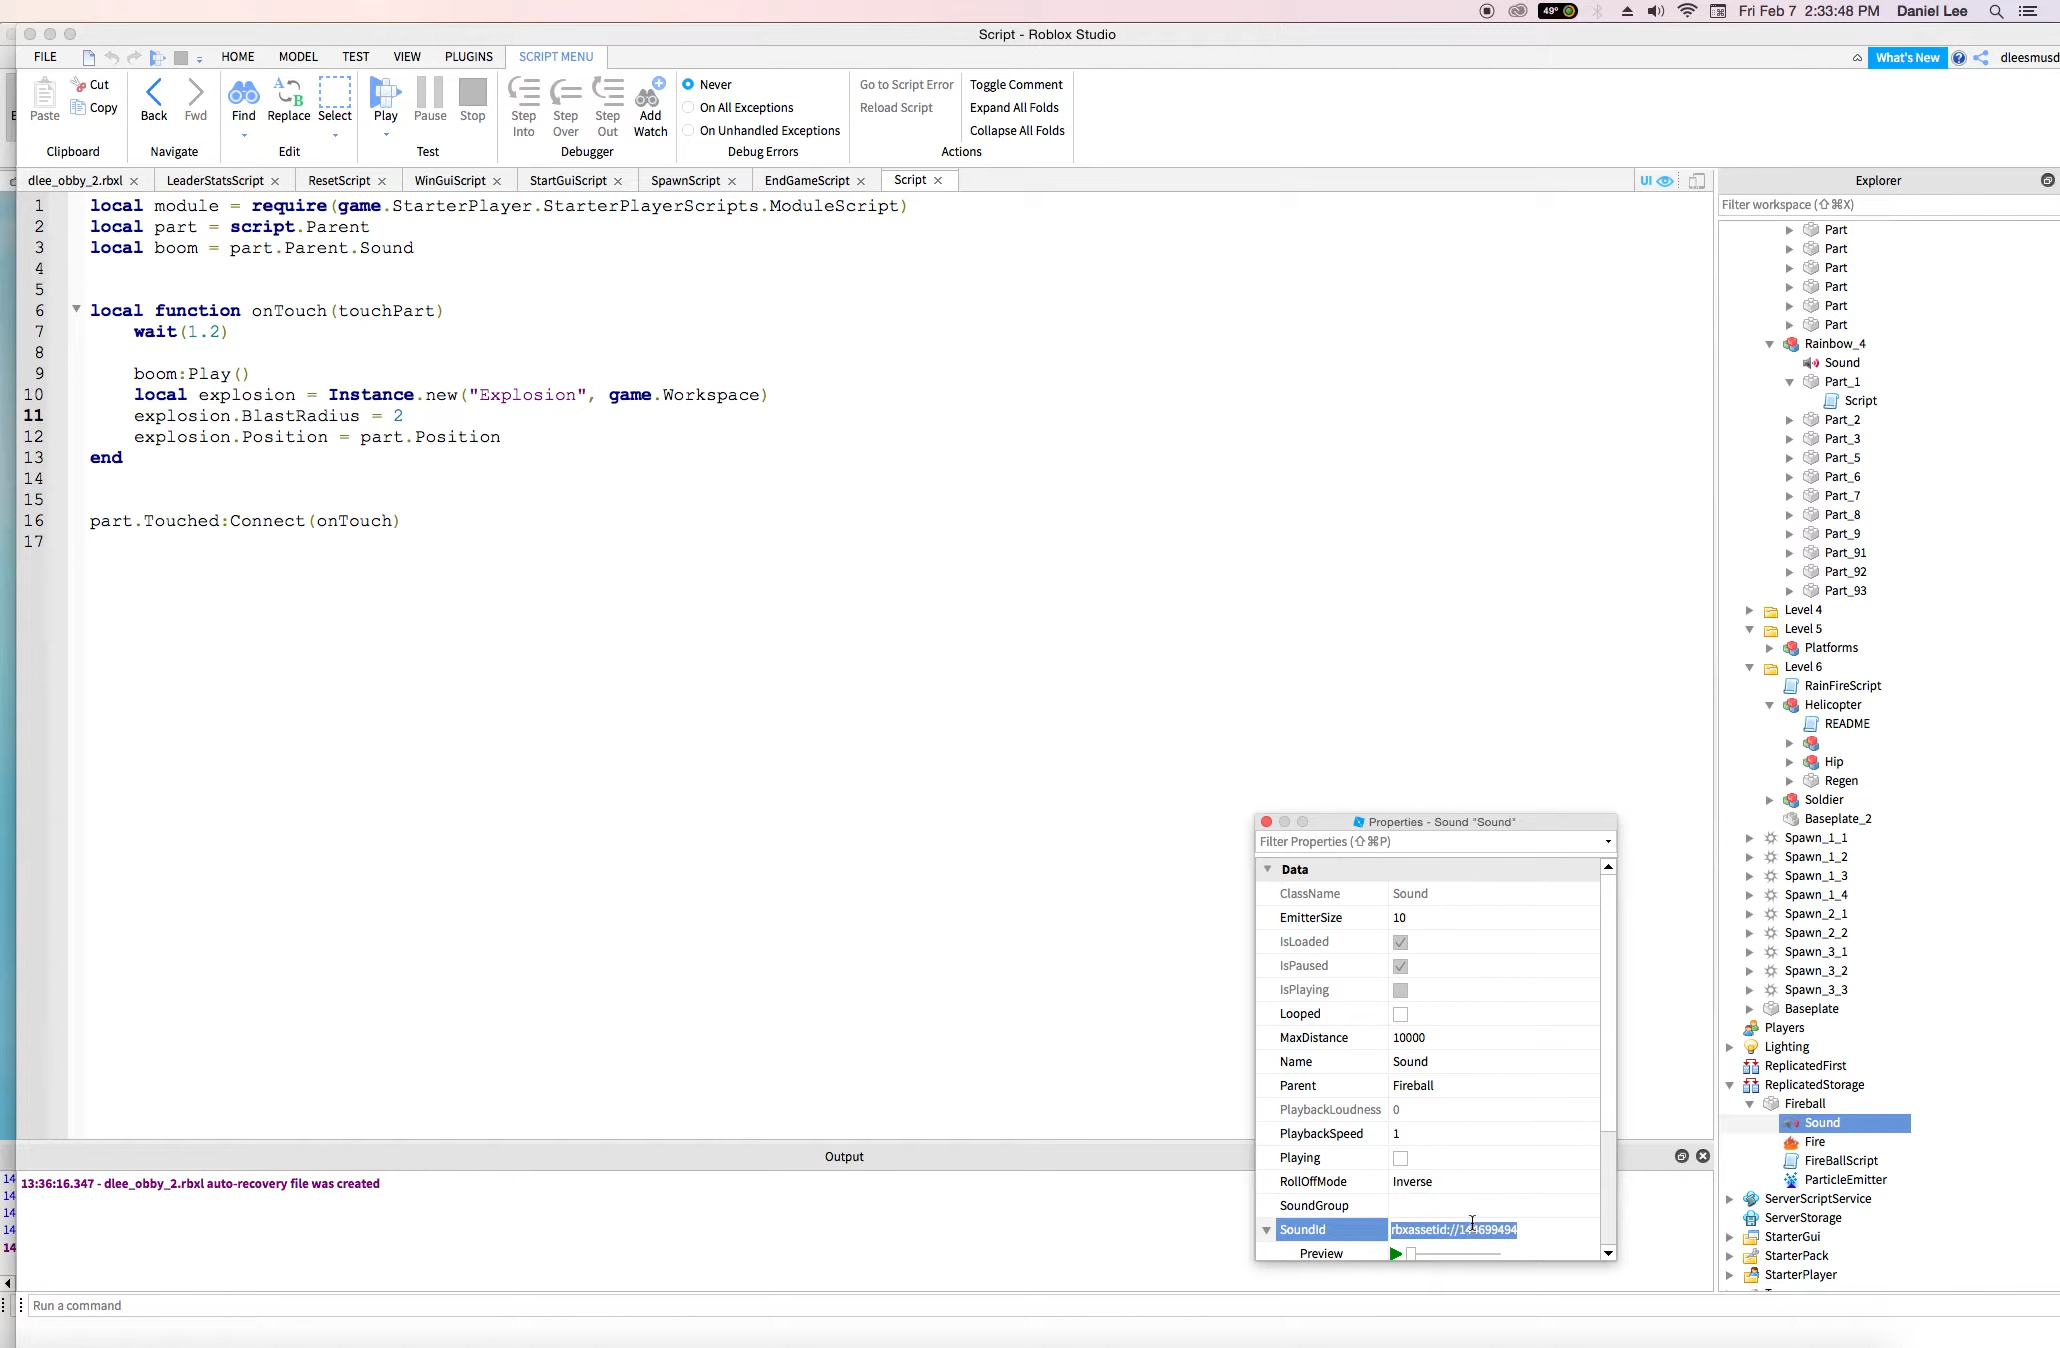 49°
Fri Feb 7 2:33:48 PM Daniel Lee
Script - Roblox Studio
FILE HOME MODEL TEST VIEW PLUGINS SCRIPT MENU What's New dleesmusd
Paste Cut Copy Back Fwd Find Replace Select Play Pause Stop Step Into Step Over Step Out Add Watch
Never
On All Exceptions
On Unhandled Exceptions
Go to Script Error
Reload Script
Toggle Comment
Expand All Folds
Collapse All Folds
Clipboard Navigate Edit Test Debugger Debug Errors Actions
dlee_obby_2.rbxl LeaderStatsScript ResetScript WinGuiScript StartGuiScript SpawnScript EndGameScript Script UI
1 local module = require(game.StarterPlayer.StarterPlayerScripts.ModuleScript)
2 local part = script.Parent
3 local boom = part.Parent.Sound
4
5
6 local function onTouch(touchPart)
7 wait(1.2)
8
9 boom:Play()
10 local explosion = Instance.new("Explosion", game.Workspace)
11 explosion.BlastRadius = 2
12 explosion.Position = part.Position
13 end
14
15
16 part.Touched:Connect(onTouch)
17
Explorer
Filter workspace (⇧⌘X)
Part
Part
Part
Part
Part
Part
Rainbow_4
Sound
Part_1
Script
Part_2
Part_3
Part_5
Part_6
Part_7
Part_8
Part_9
Part_91
Part_92
Part_93
Level 4
Level 5
Platforms
Level 6
RainFireScript
Helicopter
README
Hip
Regen
Soldier
Baseplate_2
Spawn_1_1
Spawn_1_2
Spawn_1_3
Spawn_1_4
Spawn_2_1
Spawn_2_2
Spawn_3_1
Spawn_3_2
Spawn_3_3
Baseplate
Players
Lighting
ReplicatedFirst
ReplicatedStorage
Fireball
Sound
Fire
FireBallScript
ParticleEmitter
ServerScriptService
ServerStorage
StarterGui
StarterPack
StarterPlayer
Properties - Sound "Sound"
Filter Properties (⇧⌘P)
Data
ClassName Sound
EmitterSize 10
IsLoaded
IsPaused
IsPlaying
Looped
MaxDistance 10000
Name Sound
Parent Fireball
PlaybackLoudness 0
PlaybackSpeed 1
Playing
RollOffMode Inverse
SoundGroup
SoundId rbxassetid://144699494
Preview
Output
14
14
14
14
14
13:36:16.347 - dlee_obby_2.rbxl auto-recovery file was created
Run a command